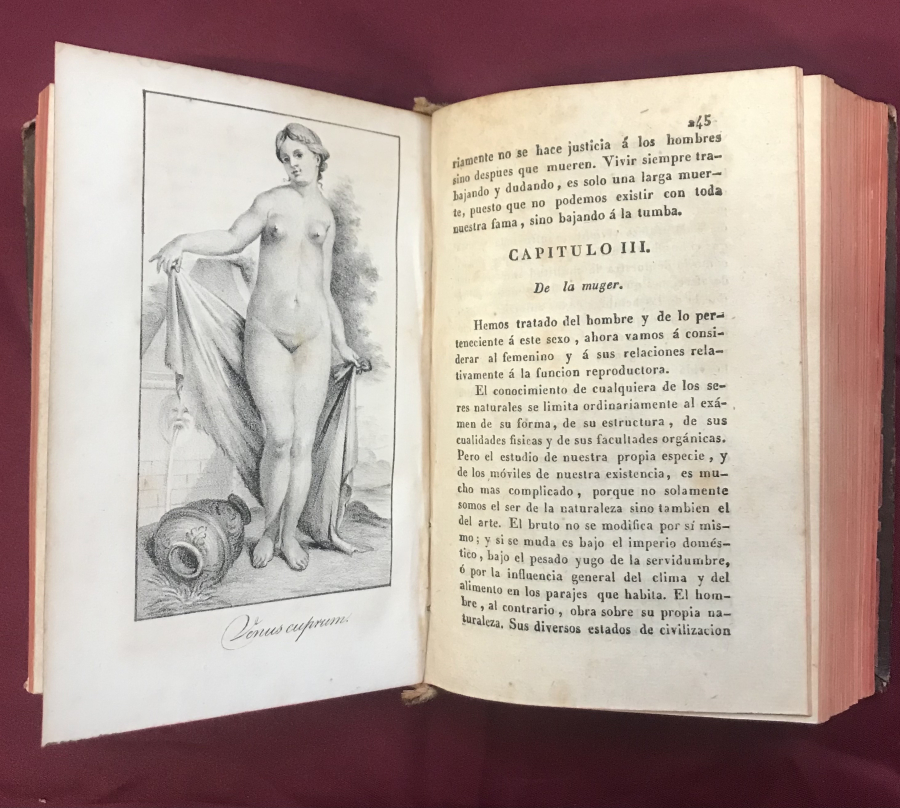 Venus cuprum.
245
riamente no se hace justicia á los hombres
sino despues que mueren. Vivir siempre tra-
bajando y dudando, es solo una larga muer-
te, puesto que no podemos existir con toda
nuestra fama, sino bajando á la tumba.
CAPITULO III.
De la muger.
Hemos tratado del hombre y de lo per-
teneciente á este sexo, ahora vamos á consi-
derar al femenino y á sus relaciones rela-
tivamente á la funcion reproductora.
El conocimiento de cualquiera de los se-
res naturales se limita ordinariamente al exá-
men de su forma, de su estructura, de sus
cualidades fisicas y de sus facultades orgánicas.
Pero el estudio de nuestra propia especie, y
de los móviles de nuestra existencia, es mu-
cho mas complicado, porque no solamente
somos el ser de la naturaleza sino tambien el
del arte. El bruto no se modifica por sí mis-
mo; y si se muda es bajo el imperio domés-
tico, bajo el pesado yugo de la servidumbre,
ó por la influencia general del clima y del
alimento en los parajes que habita. El hom-
bre, al contrario, obra sobre su propia na-
turaleza. Sus diversos estados de civilizacion